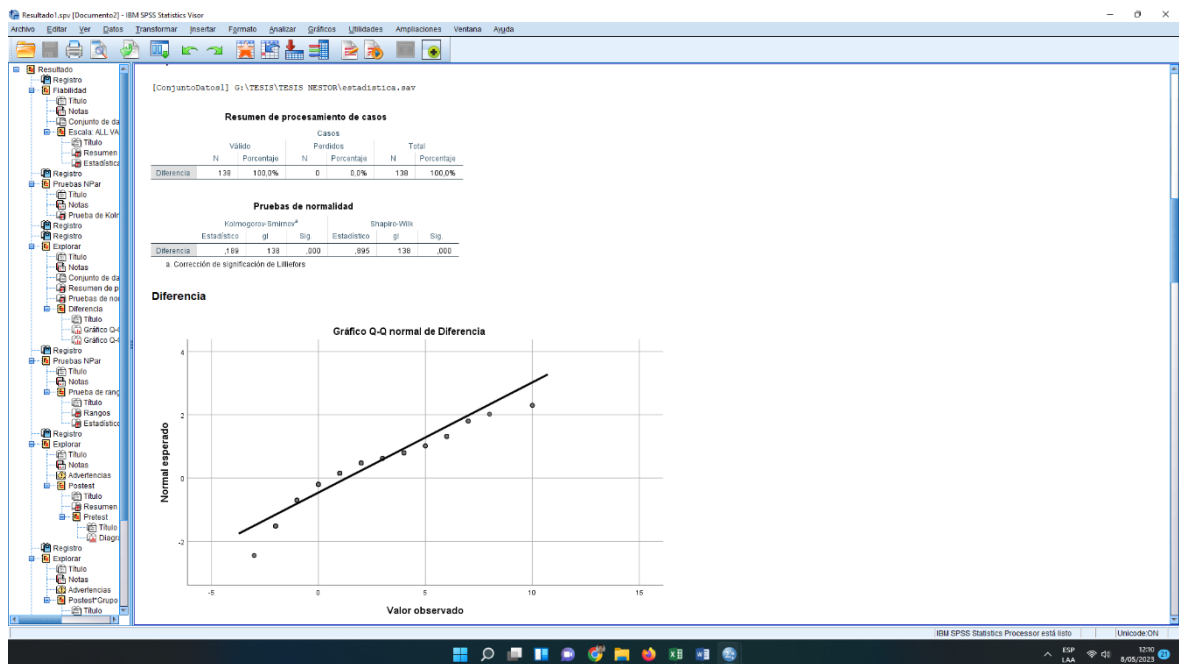 Resultado1.spv [Documento2] - IBM SPSS Statistics Visor
Archivo Editar Ver Datos Transformar Insertar Formato Analizar Gráficos Utilidades Ampliaciones Ventana Ayuda
Resultado
Registro
Fiabilidad
Título
Notas
Conjunto de da
Escala: ALL VA
Título
Resumen
Estadística
Registro
Pruebas NPar
Título
Notas
Prueba de Kolm
Registro
Registro
Explorar
Título
Notas
Conjunto de da
Resumen de p
Pruebas de nor
Diferencia
Título
Gráfico Q-
Gráfico Q-
Registro
Pruebas NPar
Título
Notas
Prueba de rang
Título
Rangos
Estadístico
Registro
Explorar
Título
Notas
Advertencias
Postest
Título
Resumen
Pretest
Título
Diagra
Registro
Explorar
Título
Notas
Advertencias
Postest*Grupo
Título
[ConjuntoDatos1] G:\TESIS\TESIS NESTOR\estadistica.sav
Resumen de procesamiento de casos
Casos
Válido Perdidos Total
N Porcentaje N Porcentaje N Porcentaje
Diferencia 138 100,0% 0 0,0% 138 100,0%
Pruebas de normalidad
Kolmogorov-Smirnov^a Shapiro-Wilk
Estadístico gl Sig. Estadístico gl Sig.
Diferencia ,189 138 ,000 ,895 138 ,000
a. Corrección de significación de Lilliefors
Diferencia
Gráfico Q-Q normal de Diferencia
Normal esperado
4
2
0
-2
-5 0 5 10 15
Valor observado
IBM SPSS Statistics Processor está listo Unicode:ON
ESP
LAA
12:10
8/05/2023